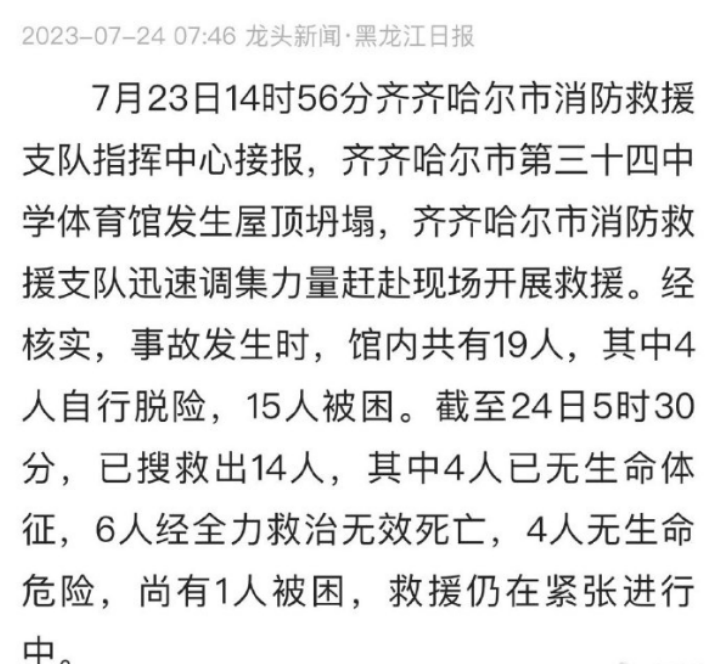 2023-07-24 07:46 龙头新闻·黑龙江日报
7月23日14时56分齐齐哈尔市消防救援
支队指挥中心接报，齐齐哈尔市第三十四中
学体育馆发生屋顶坍塌，齐齐哈尔市消防救
援支队迅速调集力量赶赴现场开展救援。经
核实，事故发生时，馆内共有19人，其中4
人自行脱险，15人被困。截至24日5时30
分，已搜救出14人，其中4人已无生命体
征，6人经全力救治无效死亡，4人无生命
危险，尚有1人被困，救援仍在紧张进行
中。